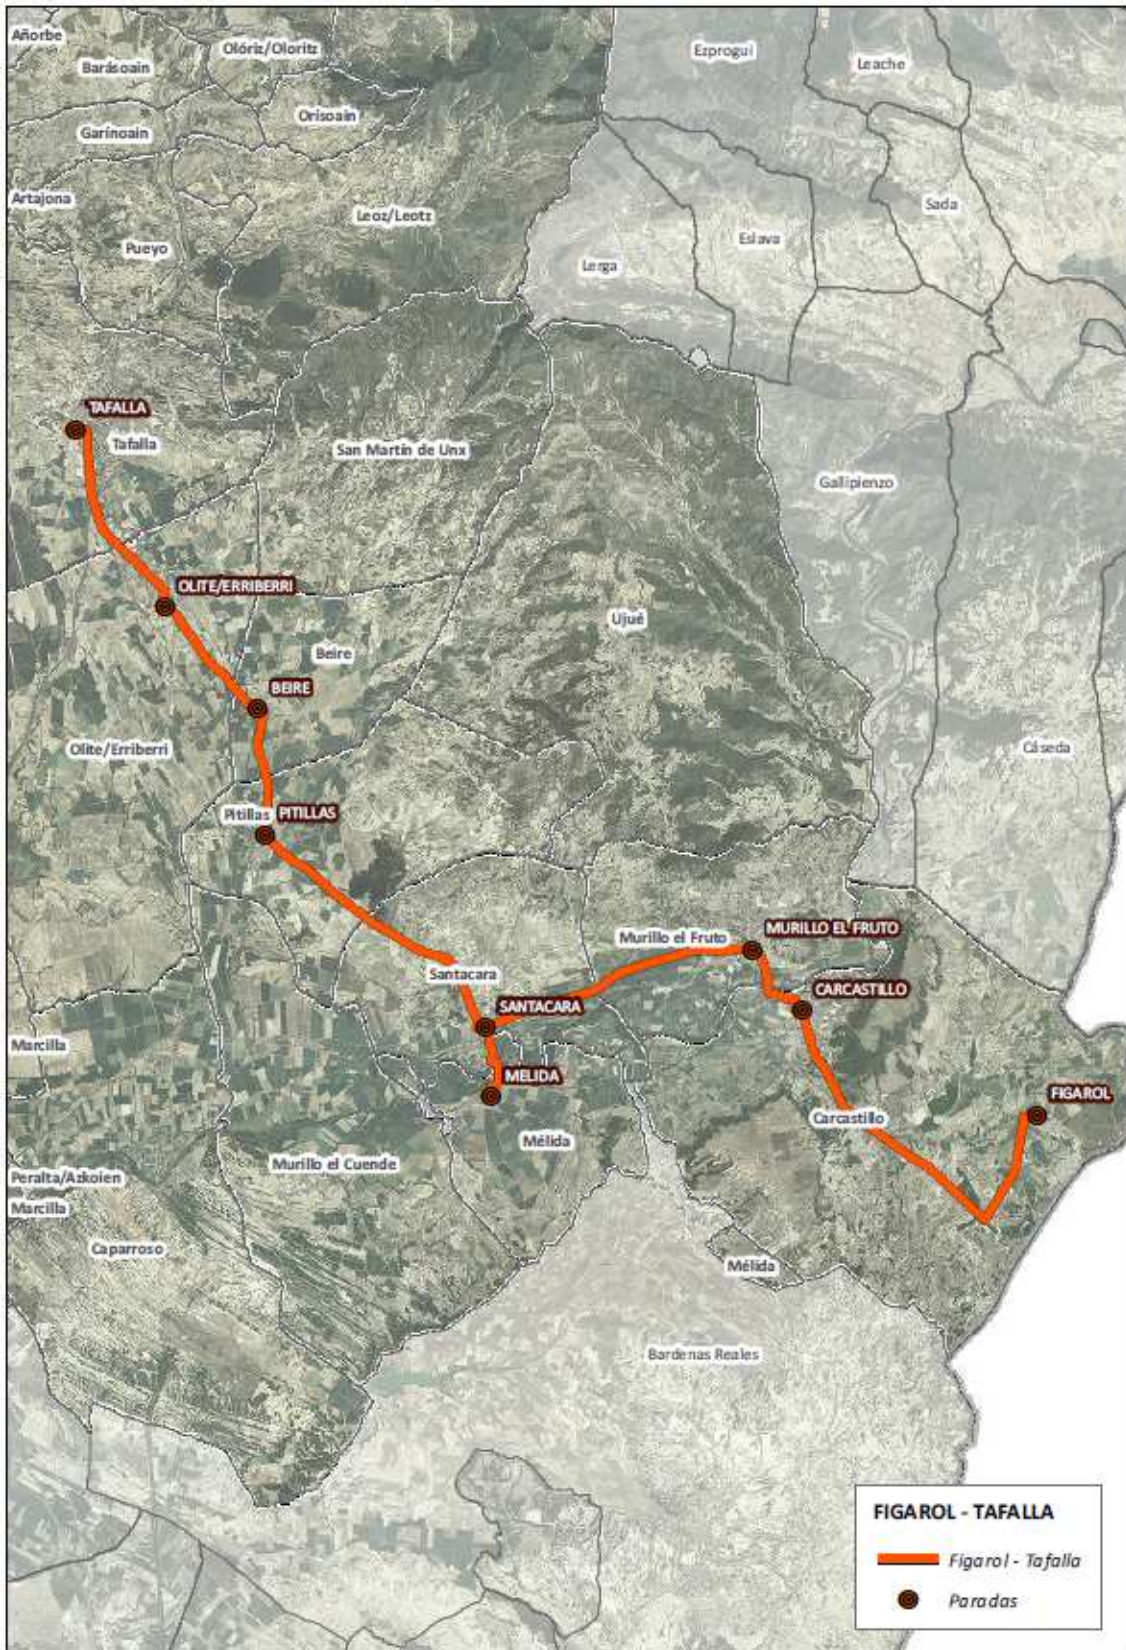 Añorbe
Barásoain
Olóriz/Oloritz
Ezprogui
Leache
Orisoain
Garínoain
Artajona
Leoz/Leotz
Sada
Pueyo
Eslava
Lerga
TAFALLA
Tafalla
San Martín de Unx
Gallipienzo
OLITE/ERRIBERRI
Ujué
Beire
BEIRE
Olite/Erriberri
Cáseda
Pitillas
PITILLAS
Murillo el Fruto
MURILLO EL FRUTO
Santacara
CARCASTILLO
SANTACARA
Marcilla
MELIDA
FIGAROL
Carcastillo
Mélida
Murillo el Cuende
Peralta/Azkoien
Marcilla
Caparroso
Mélida
Bardenas Reales
FIGAROL - TAFALLA
Figarol - Tafalla
Paradas